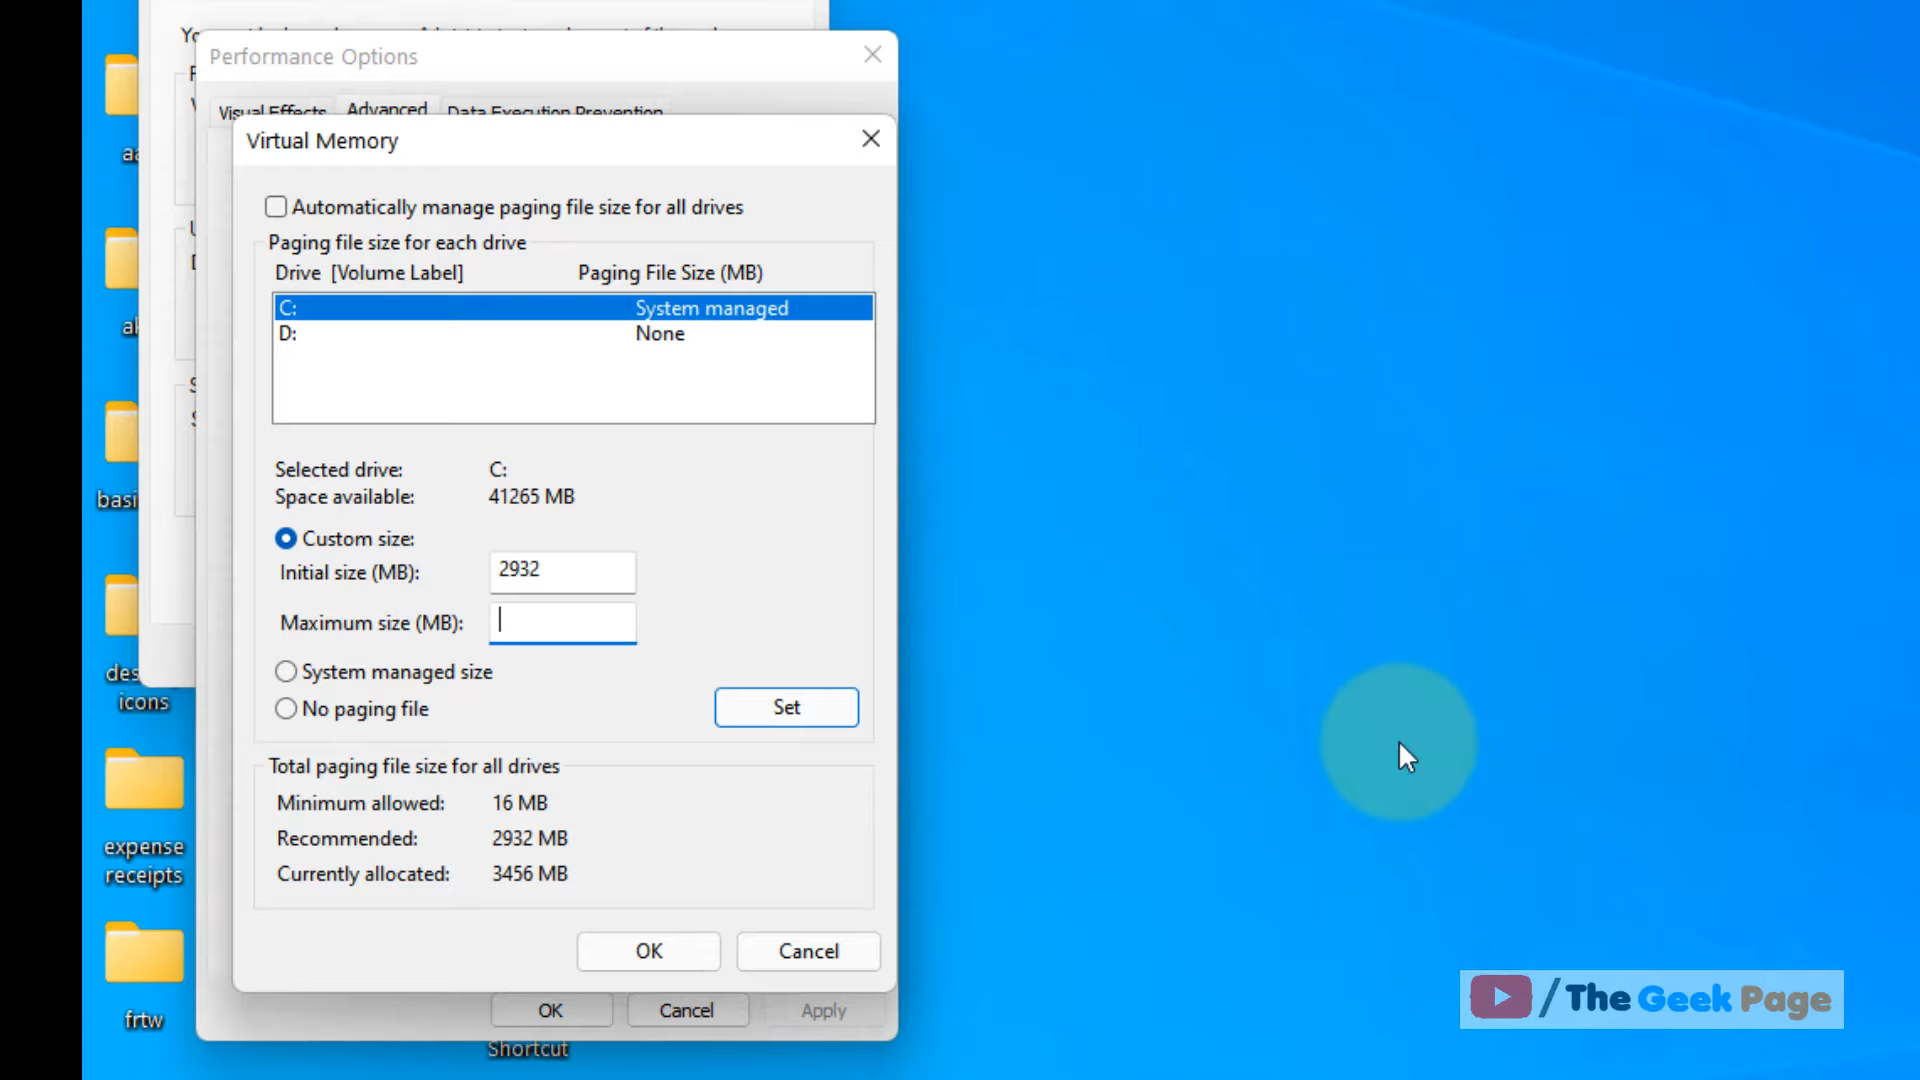 Performance Options
Visual Effects Advanced Data Execution Prevention
Virtual Memory
Automatically manage paging file size for all drives
Paging file size for each drive
Drive [Volume Label] Paging File Size (MB)
C: System managed
D: None
Selected drive: C:
Space available: 41265 MB
Custom size:
Initial size (MB): 2932
Maximum size (MB):
System managed size
No paging file
Set
Total paging file size for all drives
Minimum allowed: 16 MB
Recommended: 2932 MB
Currently allocated: 3456 MB
OK Cancel
OK Cancel Apply
Shortcut
basi
des
icons
expense
receipts
frtw
/The Geek Page